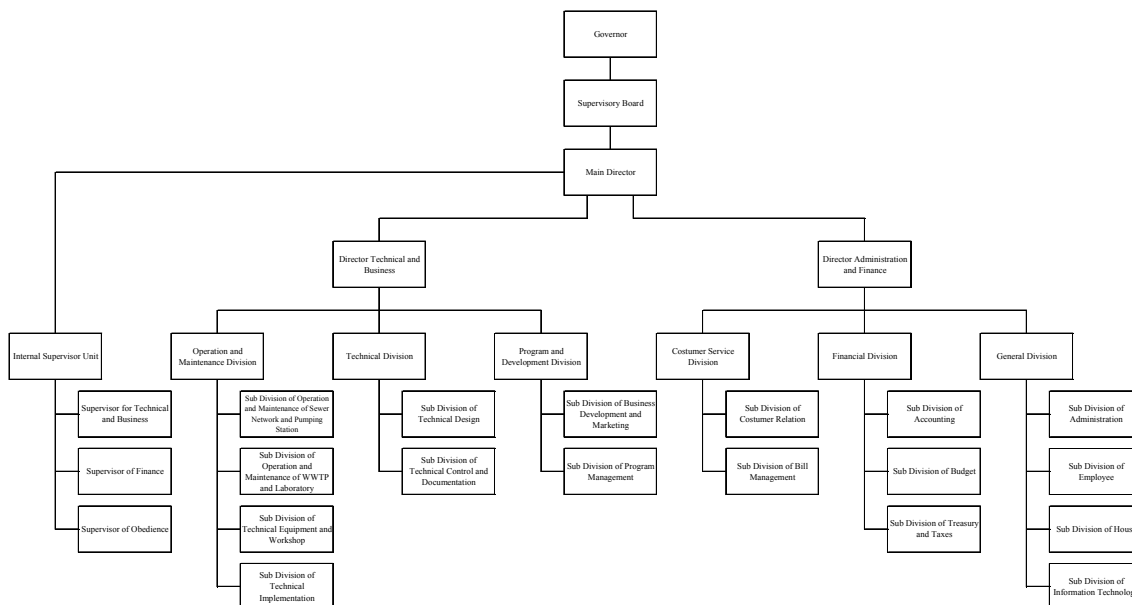 Governor
Supervisory Board
Main Director
Director Technical and
Business
Director Administration
and Finance
Internal Supervisor Unit
Operation and
Maintenance Division
Technical Division
Program and
Development Division
Costumer Service
Division
Financial Division
General Division
Supervisor for Technical
and Business
Supervisor of Finance
Supervisor of Obedience
Sub Division of Operation
and Maintenance of Sewer
Network and Pumping
Station
Sub Division of
Operation and
Maintenance of WWTP
and Laboratory
Sub Division of
Technical Equipment and
Workshop
Sub Division of
Technical Implementation
Sub Division of
Technical Design
Sub Division of
Technical Control and
Documentation
Sub Division of Business
Development and
Marketing
Sub Division of Program
Management
Sub Division of
Costumer Relation
Sub Division of Bill
Management
Sub Division of
Accounting
Sub Division of Budget
Sub Division of Treasury
and Taxes
Sub Division of
Administration
Sub Division of
Employee
Sub Division of Hous
Sub Division of
Information Technolog